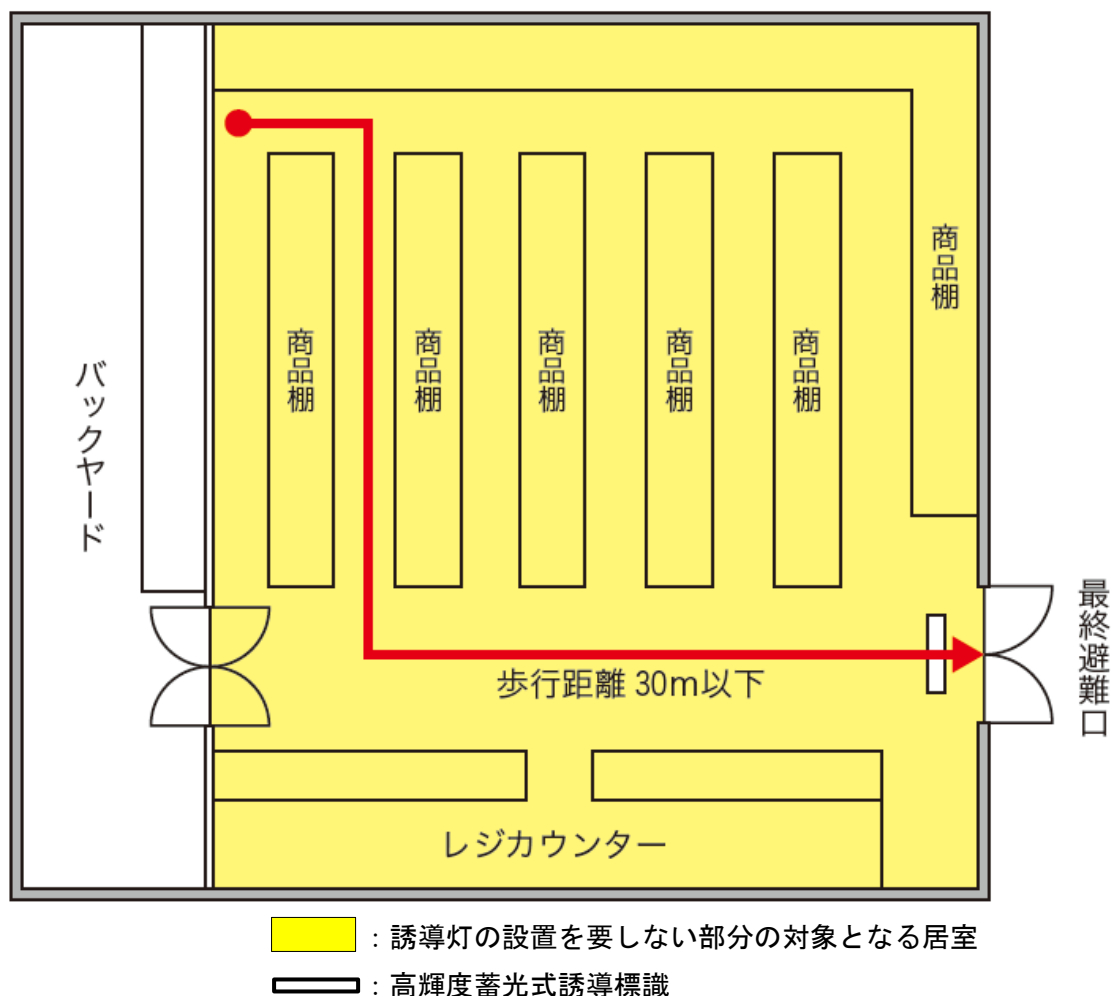 商品棚
商品棚
商品棚
商品棚
商品棚
商品棚
バックヤード
最終避難口
歩行距離 30m以下
レジカウンター
：誘導灯の設置を要しない部分の対象となる居室
：高輝度蓄光式誘導標識